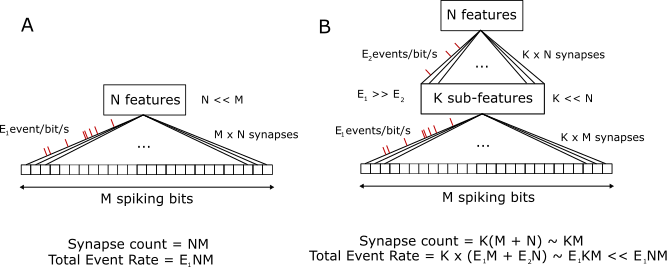 A
N features
N << M
E₁event/bit/s
M x N synapses
...
M spiking bits
Synapse count = NM
Total Event Rate = E₁NM
B
N features
E₂events/bit/s
K x N synapses
...
E₁ >> E₂
K sub-features
K << N
E₁events/bit/s
K x M synapses
...
M spiking bits
Synapse count = K(M + N) ~ KM
Total Event Rate = K x (E₁M + E₂N) ~ E₁KM << E₁NM